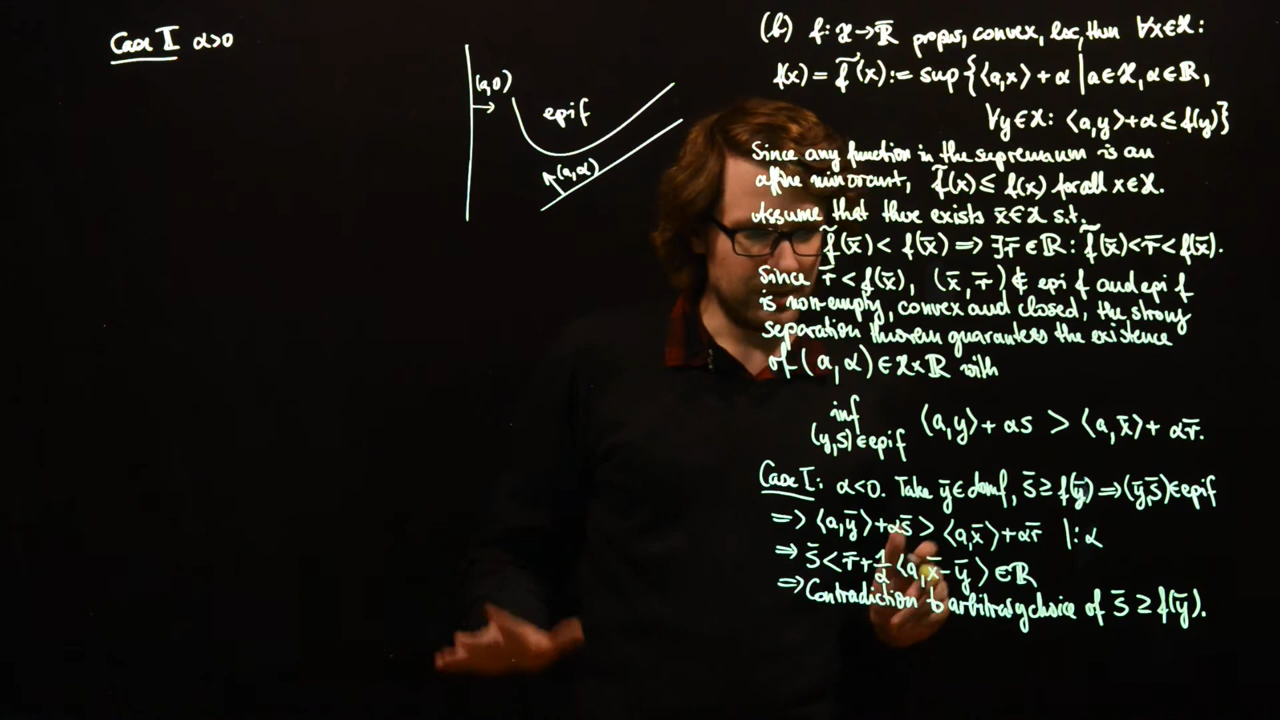 Case II α>0
(a,0)
epi f
(a,α)
(b) f: X→R̄ proper, convex, lsc, then ∀x∈X:
f(x) = f̃(x) := sup{⟨a,x⟩ + α | a∈X, α∈R,
∀y∈X: ⟨a,y⟩+α ≤ f(y)}
Since any function in the supremum is an
affine minorant, f̃(x) ≤ f(x) for all x∈X.
Assume that there exists x̄∈X s.t.
f̃(x̄) < f(x̄) ⟹ ∃r̄∈R: f̃(x̄)<r̄<f(x̄).
Since r̄ < f(x̄), (x̄, r̄) ∉ epi f and epi f
is non-empty, convex and closed, the strong
separation theorem guarantees the existence
of (a,α) ∈ X×R with
inf (y,s)∈epi f ⟨a,y⟩ + αs > ⟨a,x̄⟩ + αr̄.
Case I: α<0. Take ȳ∈dom f, s̄ ≥ f(ȳ) ⟹ (ȳ,s̄)∈epi f
⟹ ⟨a,ȳ⟩+αs̄ > ⟨a,x̄⟩+αr̄ |:α
⟹ s̄ < r̄ + 1/α ⟨a,x̄-ȳ⟩ ∈R
⟹ Contradiction to arbitrary choice of s̄ ≥ f(ȳ).